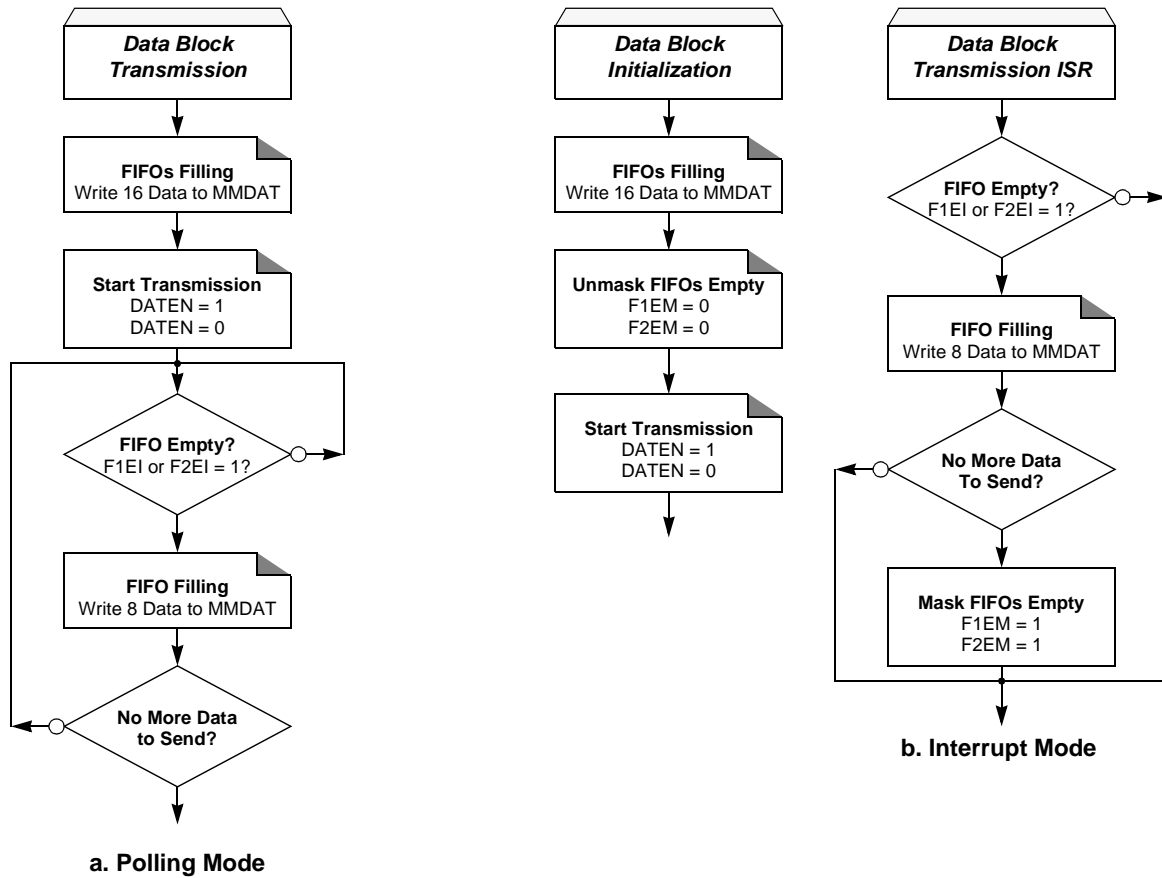 Data Block
Transmission
FIFOs Filling
Write 16 Data to MMDAT
Start Transmission
DATEN = 1
DATEN = 0
FIFO Empty?
F1EI or F2EI = 1?
FIFO Filling
Write 8 Data to MMDAT
No More Data
to Send?
a. Polling Mode
Data Block
Initialization
FIFOs Filling
Write 16 Data to MMDAT
Unmask FIFOs Empty
F1EM = 0
F2EM = 0
Start Transmission
DATEN = 1
DATEN = 0
Data Block
Transmission ISR
FIFO Empty?
F1EI or F2EI = 1?
FIFO Filling
Write 8 Data to MMDAT
No More Data
To Send?
Mask FIFOs Empty
F1EM = 1
F2EM = 1
b. Interrupt Mode